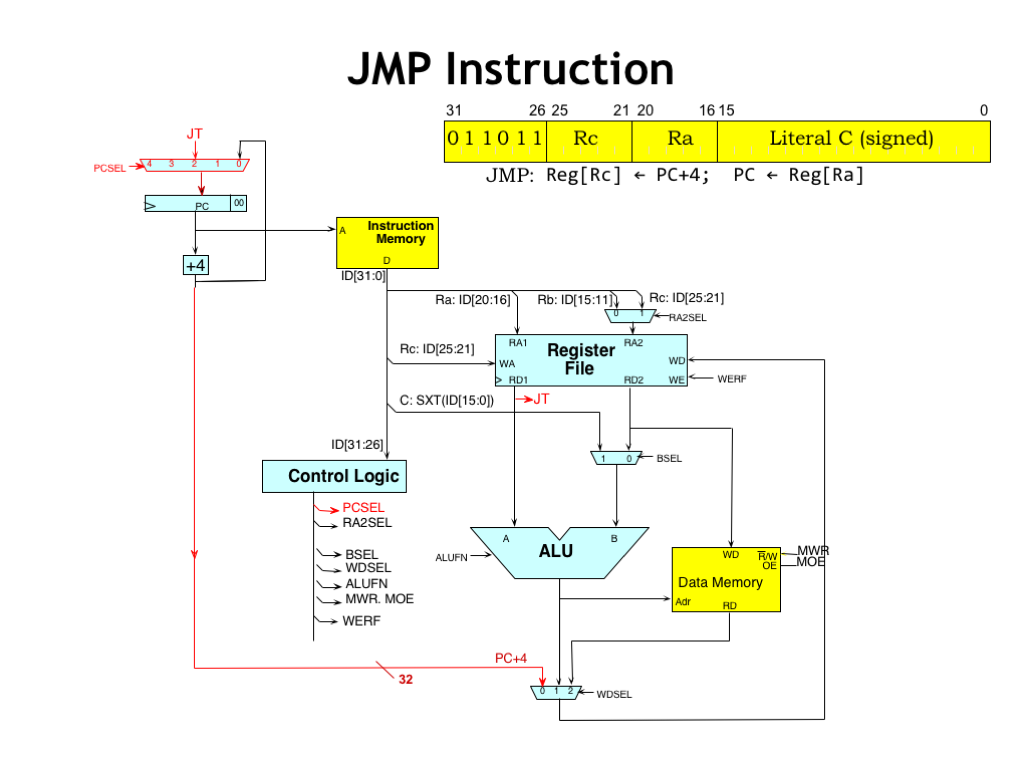 JMP Instruction
31 26 25 21 20 16 15 0
0 1 1 0 1 1 Rc Ra Literal C (signed)
JMP: Reg[Rc] ← PC+4; PC ← Reg[Ra]
JT
PCSEL 4 3 2 1 0
PC 00
+4
A Instruction
Memory
D
ID[31:0]
Ra: ID[20:16] Rb: ID[15:11] Rc: ID[25:21]
0 1 RA2SEL
RA1 RA2
Rc: ID[25:21]
Register
File
WA WD
RD1 RD2 WE WERF
C: SXT(ID[15:0]) JT
ID[31:26]
1 0 BSEL
Control Logic
PCSEL
RA2SEL
BSEL
WDSEL
ALUFN
MWR. MOE
WERF
A B
ALU
ALUFN
WD R/W MWR
OE MOE
Data Memory
Adr RD
PC+4
32
0 1 2 WDSEL